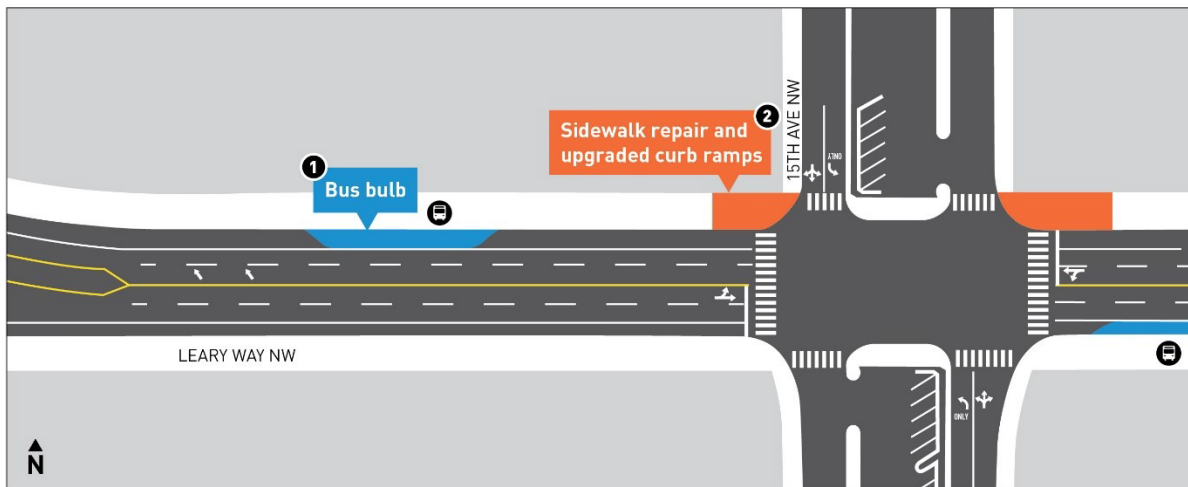 15TH AVE NW
2
Sidewalk repair and
upgraded curb ramps
1
Bus bulb
ONLY
LEARY WAY NW
ONLY
N